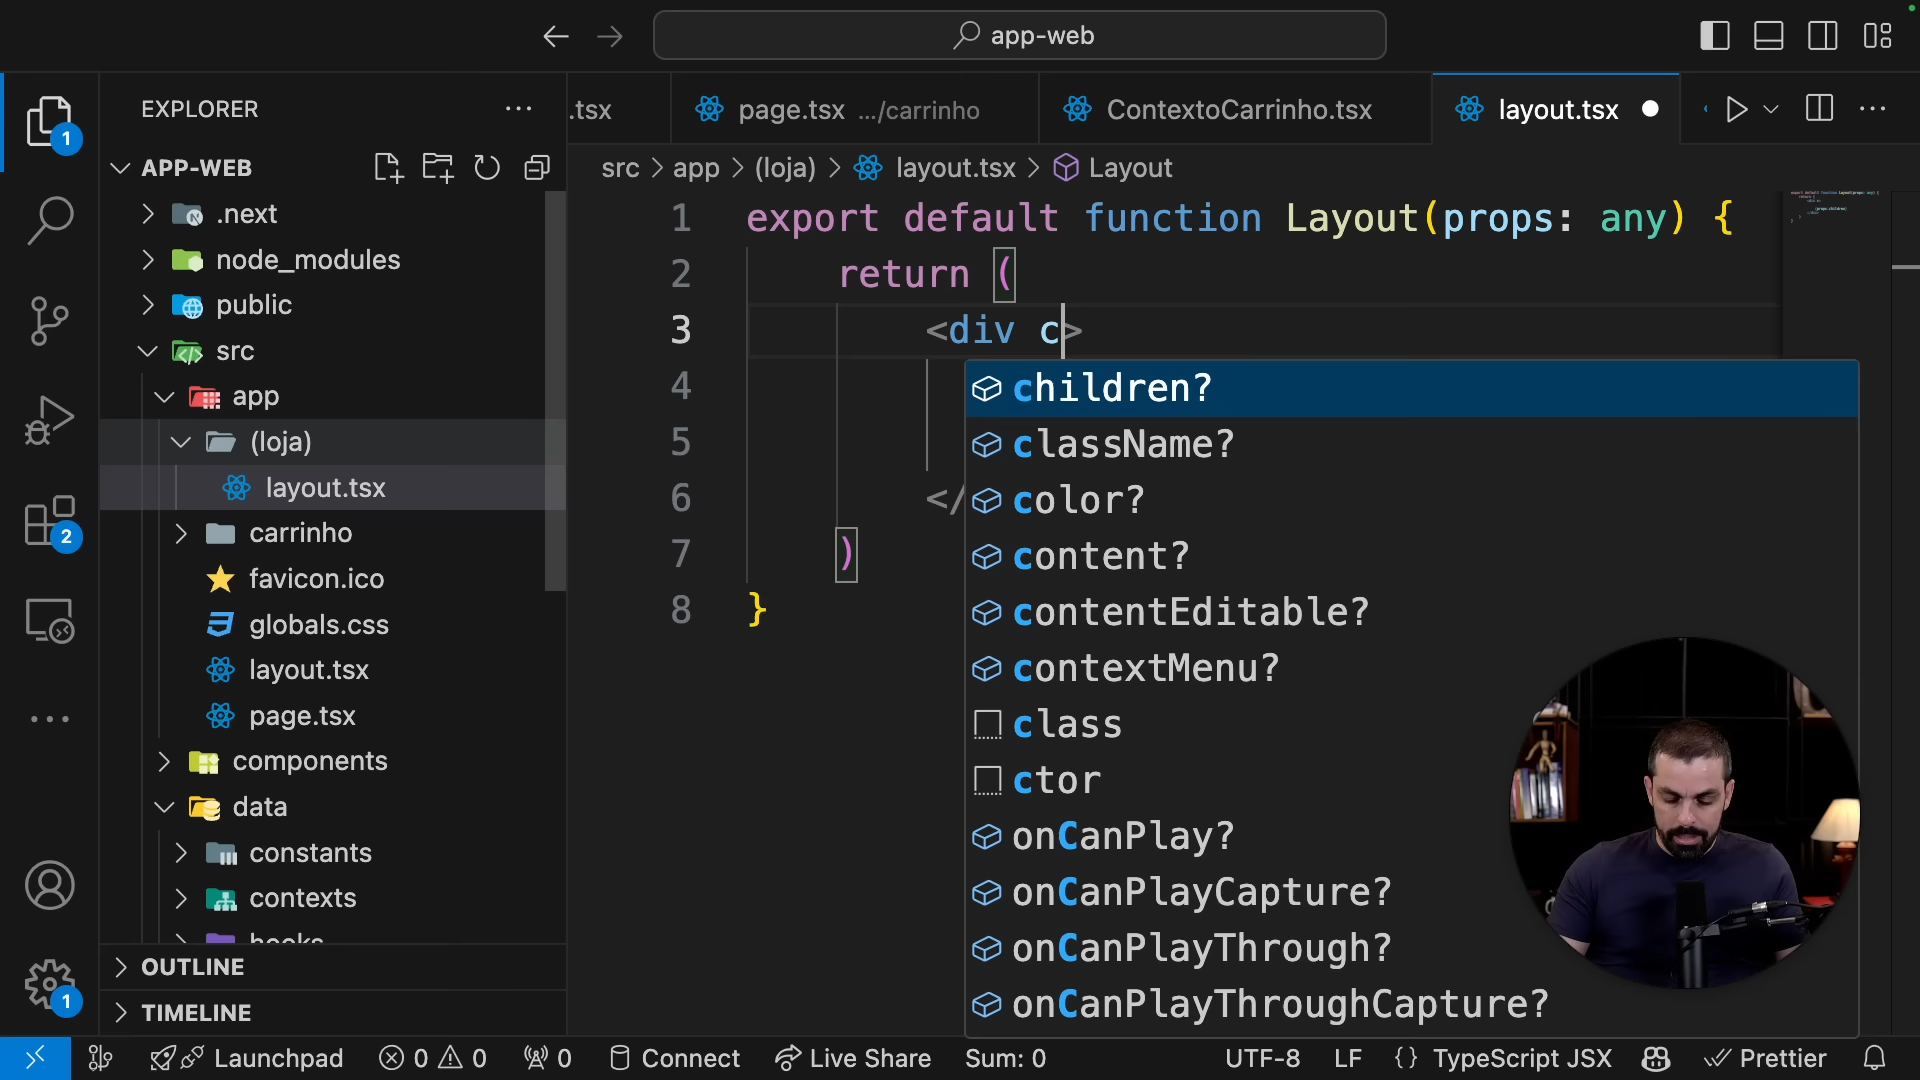 app-web
EXPLORER
.tsx
page.tsx .../carrinho
ContextoCarrinho.tsx
layout.tsx
APP-WEB
src > app > (loja) > layout.tsx > Layout
.next
node_modules
public
src
app
(loja)
layout.tsx
carrinho
favicon.ico
globals.css
layout.tsx
page.tsx
components
data
constants
contexts
hooks
OUTLINE
TIMELINE
1 export default function Layout(props: any) {
2 return (
3 <div c>
4
5
6 </
7 )
8 }
children?
className?
color?
content?
contentEditable?
contextMenu?
class
ctor
onCanPlay?
onCanPlayCapture?
onCanPlayThrough?
onCanPlayThroughCapture?
1
2
1
Launchpad 0 0 0 Connect Live Share Sum: 0 UTF-8 LF {} TypeScript JSX Prettier